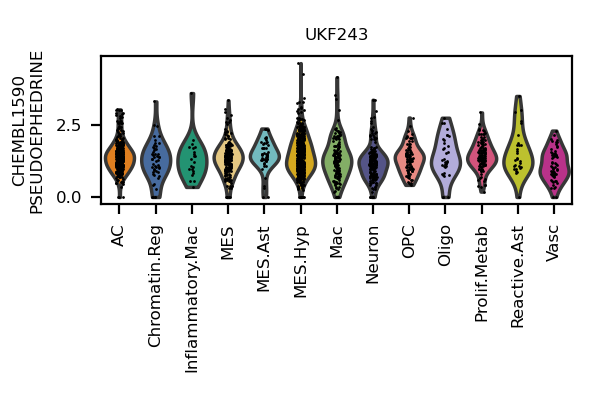 UKF243
CHEMBL1590
PSEUDOEPHEDRINE
2.5
0.0
AC
Chromatin.Reg
Inflammatory.Mac
MES
MES.Ast
MES.Hyp
Mac
Neuron
OPC
Oligo
Prolif.Metab
Reactive.Ast
Vasc